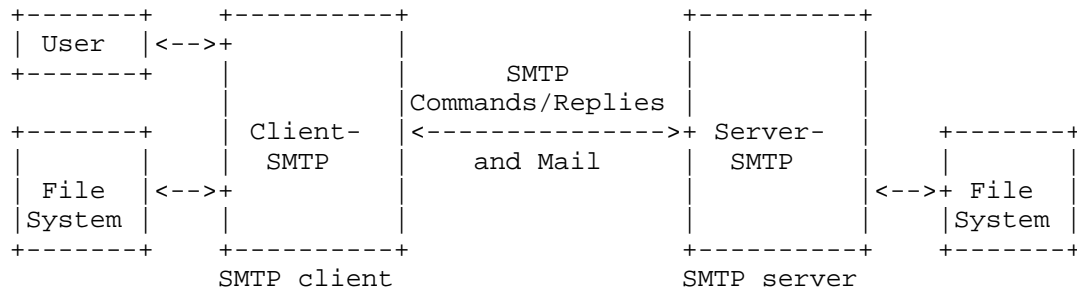 User
SMTP
Commands/Replies
Client-
SMTP
and Mail
Server-
SMTP
File
System
File
System
SMTP client
SMTP server